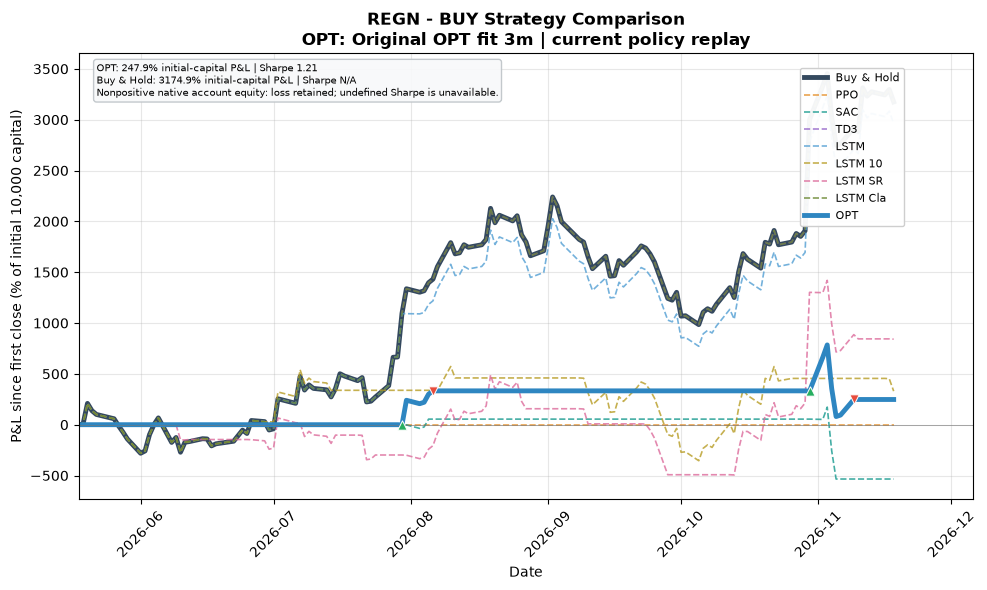 REGN - BUY Strategy Comparison
OPT: Original OPT fit 3m | current policy replay
OPT: 247.9% initial-capital P&L | Sharpe 1.21
Buy & Hold: 3174.9% initial-capital P&L | Sharpe N/A
Nonpositive native account equity: loss retained; undefined Sharpe is unavailable.
Buy & Hold
PPO
SAC
TD3
LSTM
LSTM 10
LSTM SR
LSTM Cla
OPT
P&L since first close (% of initial 10,000 capital)
3500
3000
2500
2000
1500
1000
500
0
−500
2026-06
2026-07
2026-08
2026-09
2026-10
2026-11
2026-12
Date